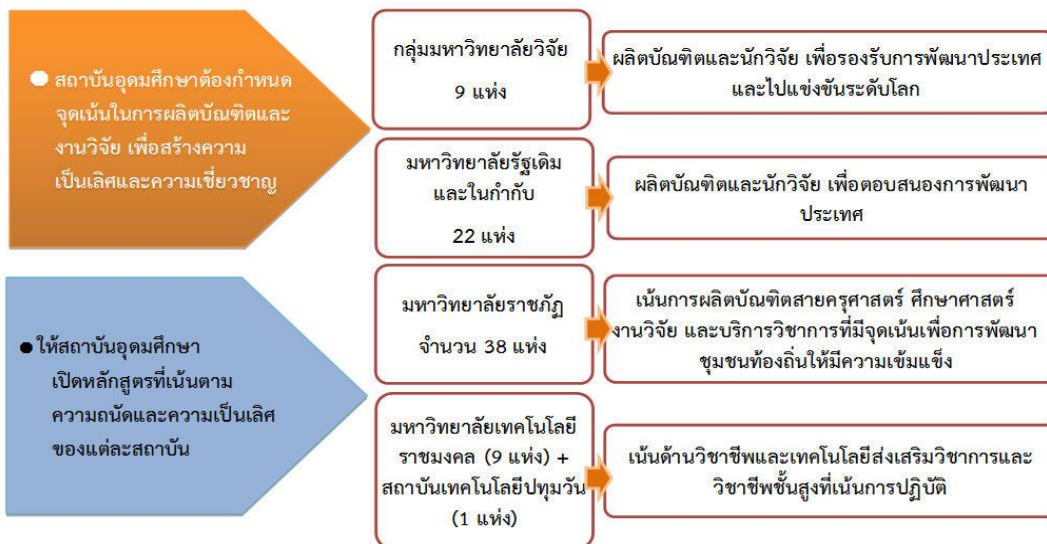 ● สถาบันอุดมศึกษาต้องกำหนด
จุดเน้นในการผลิตบัณฑิตและ
งานวิจัย เพื่อสร้างความ
เป็นเลิศและความเชี่ยวชาญ
กลุ่มมหาวิทยาลัยวิจัย
9 แห่ง
ผลิตบัณฑิตและนักวิจัย เพื่อรองรับการพัฒนาประเทศ
และไปแข่งขันระดับโลก
มหาวิทยาลัยรัฐเดิม
และในกำกับ
22 แห่ง
ผลิตบัณฑิตและนักวิจัย เพื่อตอบสนองการพัฒนา
ประเทศ
● ให้สถาบันอุดมศึกษา
เปิดหลักสูตรที่เน้นตาม
ความถนัดและความเป็นเลิศ
ของแต่ละสถาบัน
มหาวิทยาลัยราชภัฏ
จำนวน 38 แห่ง
เน้นการผลิตบัณฑิตสายครุศาสตร์ ศึกษาศาสตร์
งานวิจัย และบริการวิชาการที่มีจุดเน้นเพื่อการพัฒนา
ชุมชนท้องถิ่นให้มีความเข้มแข็ง
มหาวิทยาลัยเทคโนโลยี
ราชมงคล (9 แห่ง) +
สถาบันเทคโนโลยีปทุมวัน
(1 แห่ง)
เน้นด้านวิชาชีพและเทคโนโลยีส่งเสริมวิชาการและ
วิชาชีพชั้นสูงที่เน้นการปฏิบัติ